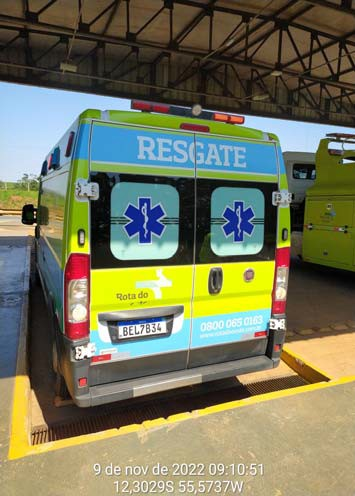 RESGATE
Rota do
BEL7B34
0800 065 0163
9 de nov de 2022 09:10:51
12,3029S 55,5737W